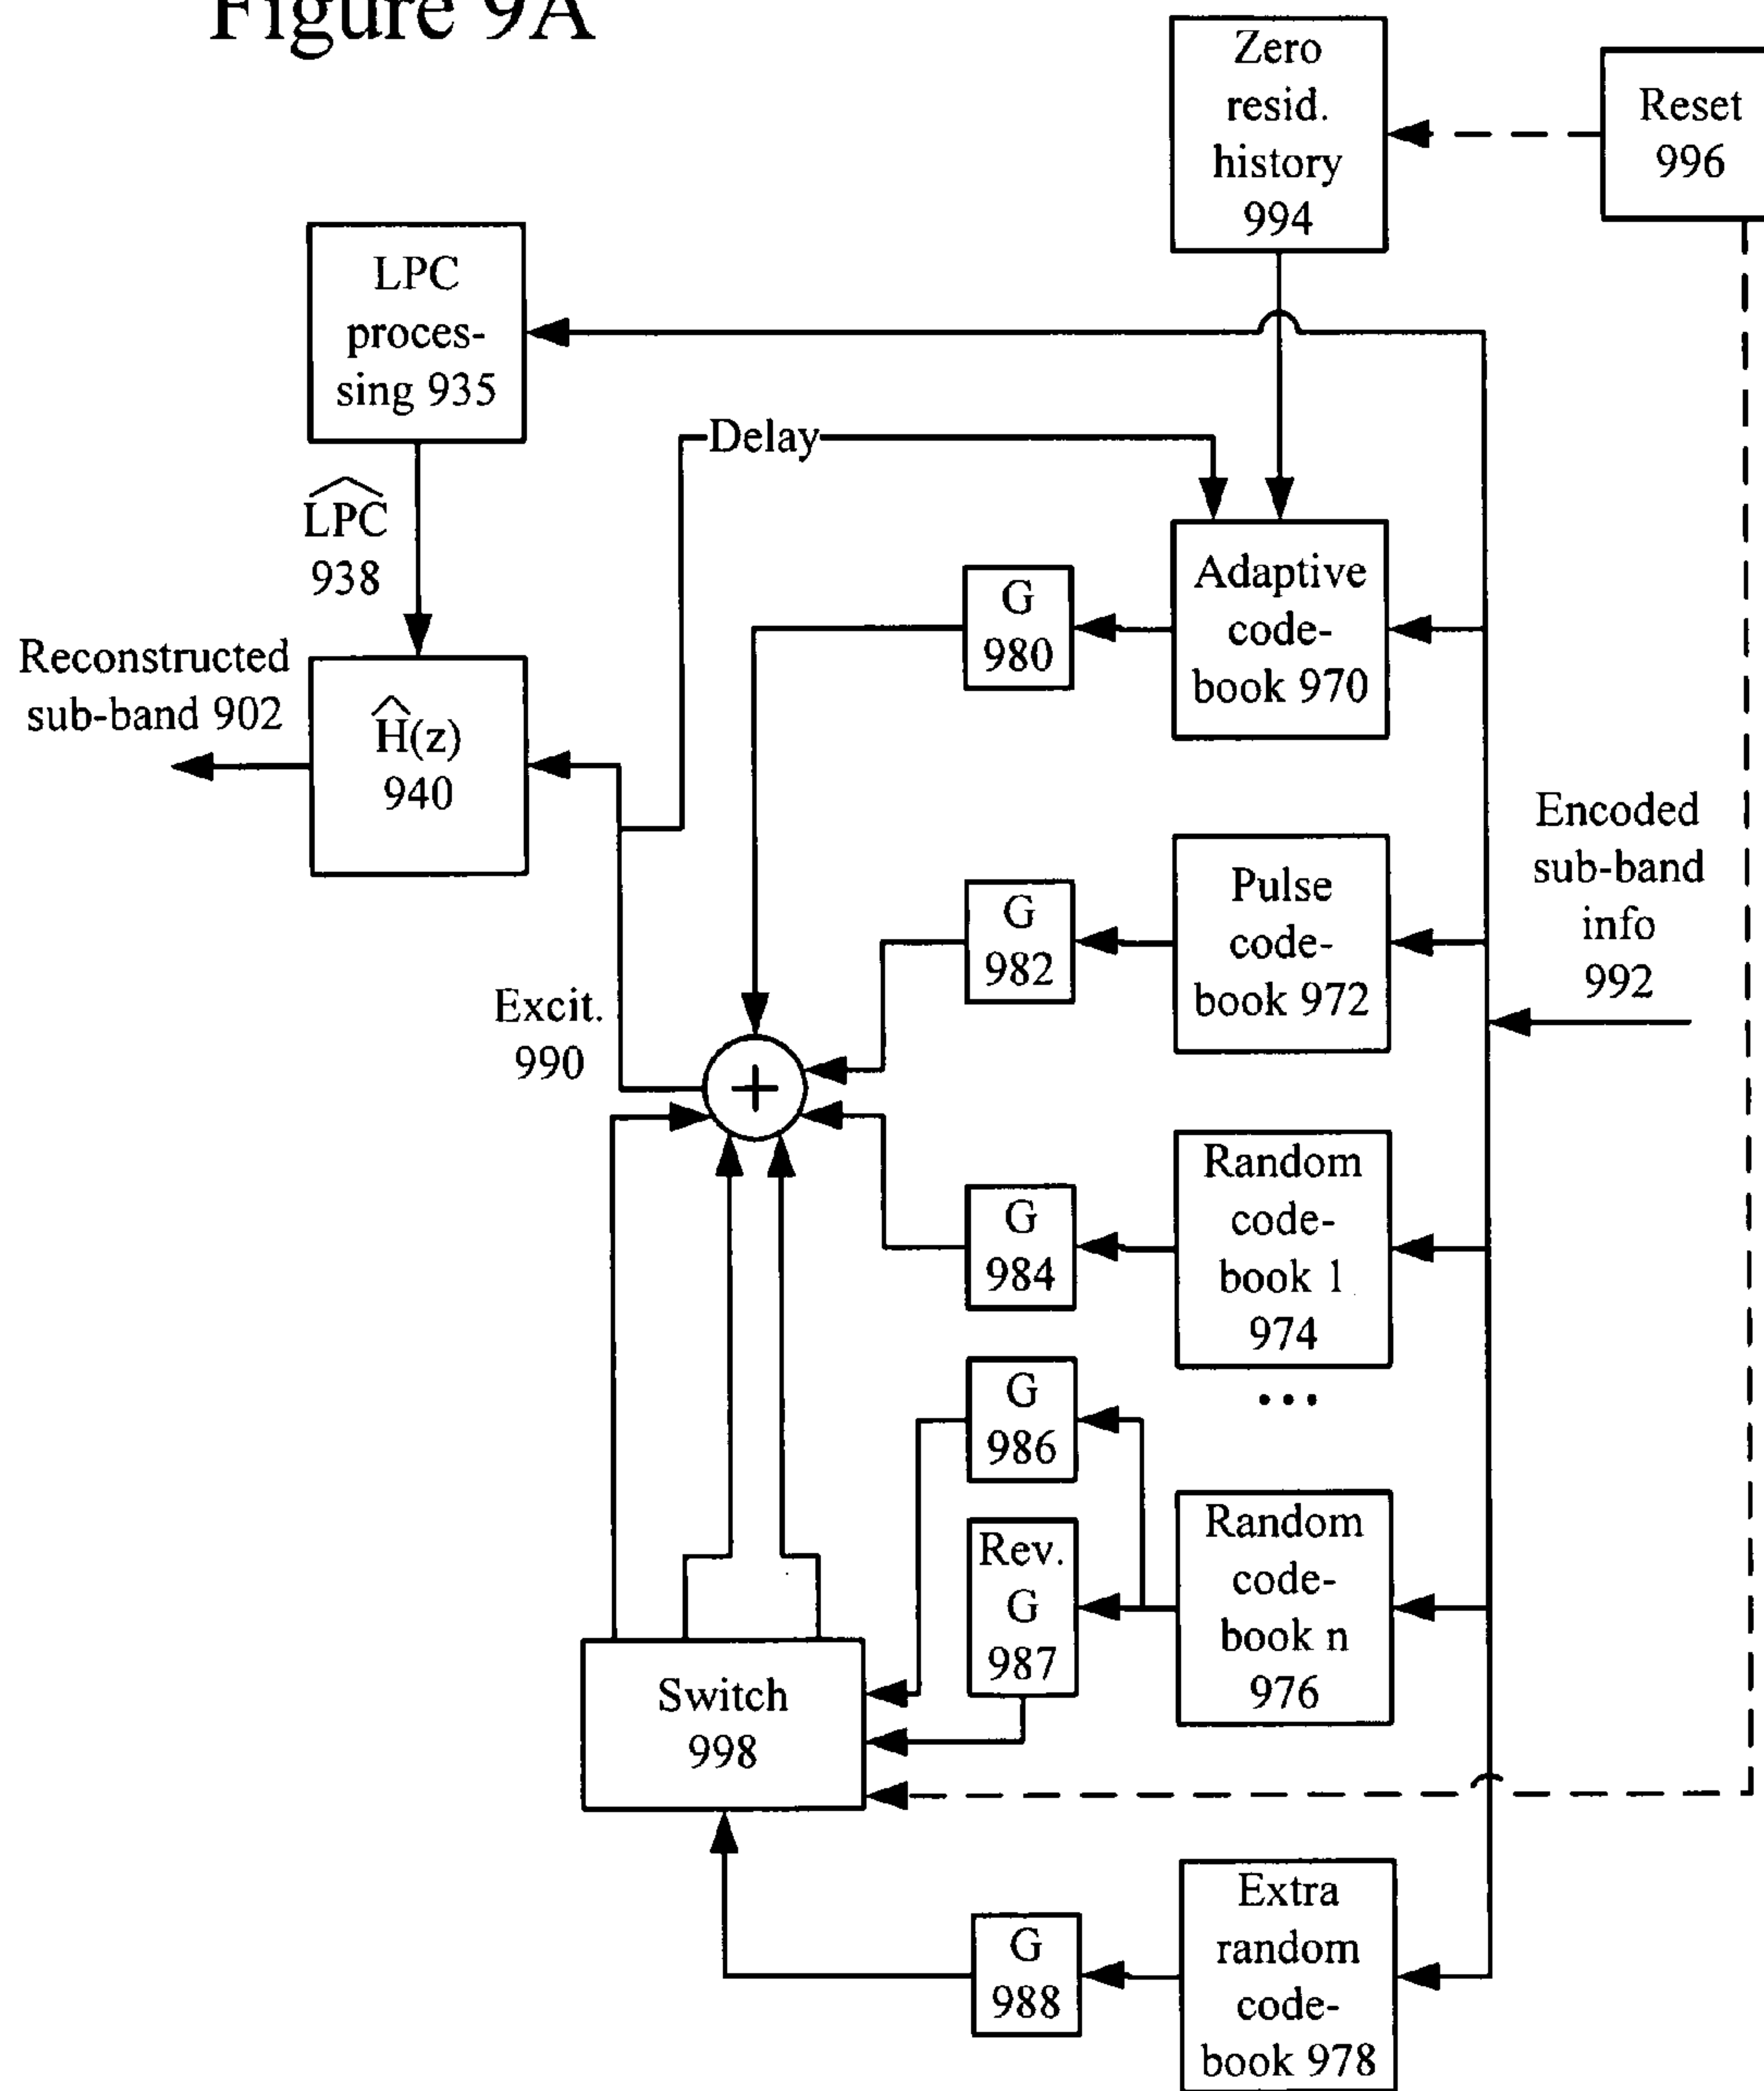 Figure 9A
Zero
resid.
history
994
Reset
996
LPC
proces-
sing 935
Delay
LPC
938
Adaptive
code-
book 970
G
980
Reconstructed
sub-band 902
Ĥ(z)
940
Encoded
sub-band
info
992
Pulse
code-
book 972
G
982
Excit.
990
+
Random
code-
book 1
974
G
984
...
G
986
Random
code-
book n
976
Rev.
G
987
Switch
998
Extra
random
code-
book 978
G
988